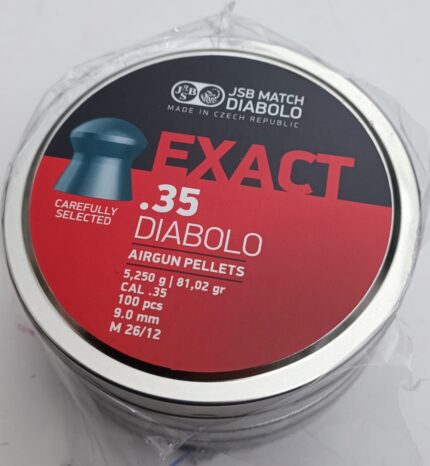 JMB
S
JSB MATCH
DIABOLO
MADE IN CZECH REPUBLIC
EXACT
CAREFULLY
SELECTED
.35
DIABOLO
AIRGUN PELLETS
5,250 g | 81,02 gr
CAL .35
100 pcs
9.0 mm
M 26/12